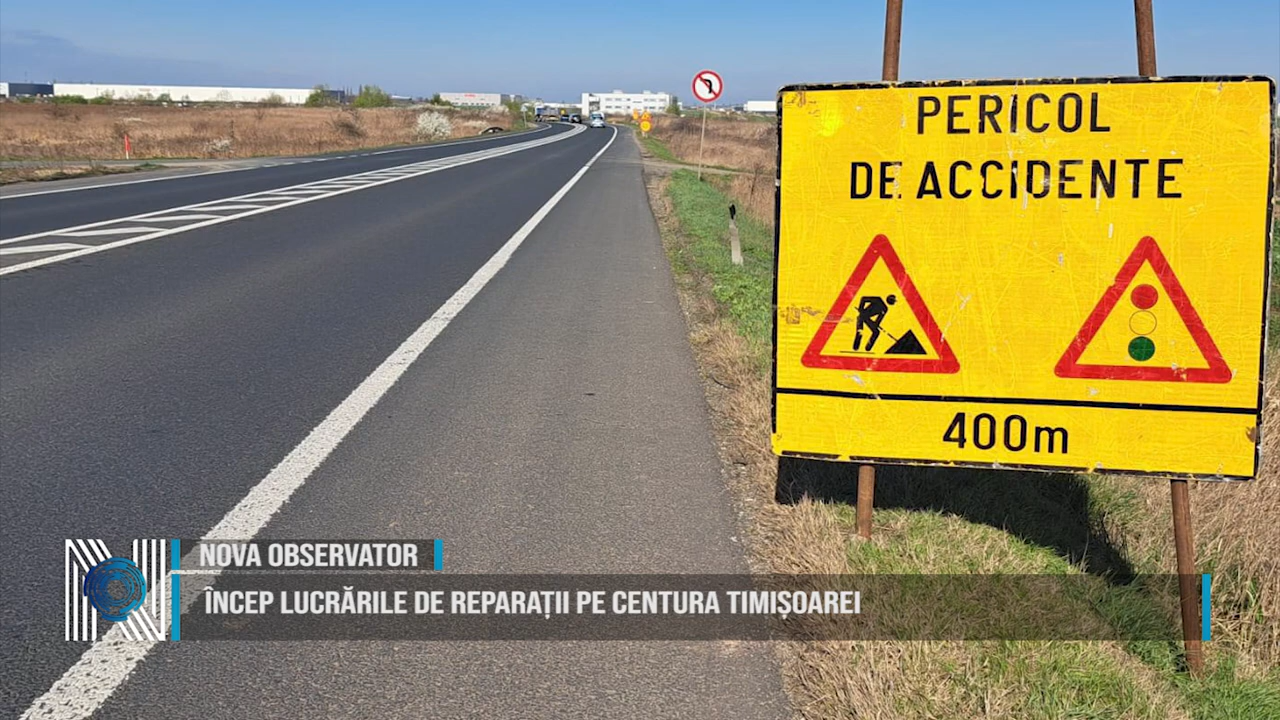 PERICOL
DE ACCIDENTE
400m
NOVA OBSERVATOR
ÎNCEP LUCRĂRILE DE REPARAȚII PE CENTURA TIMIȘOAREI